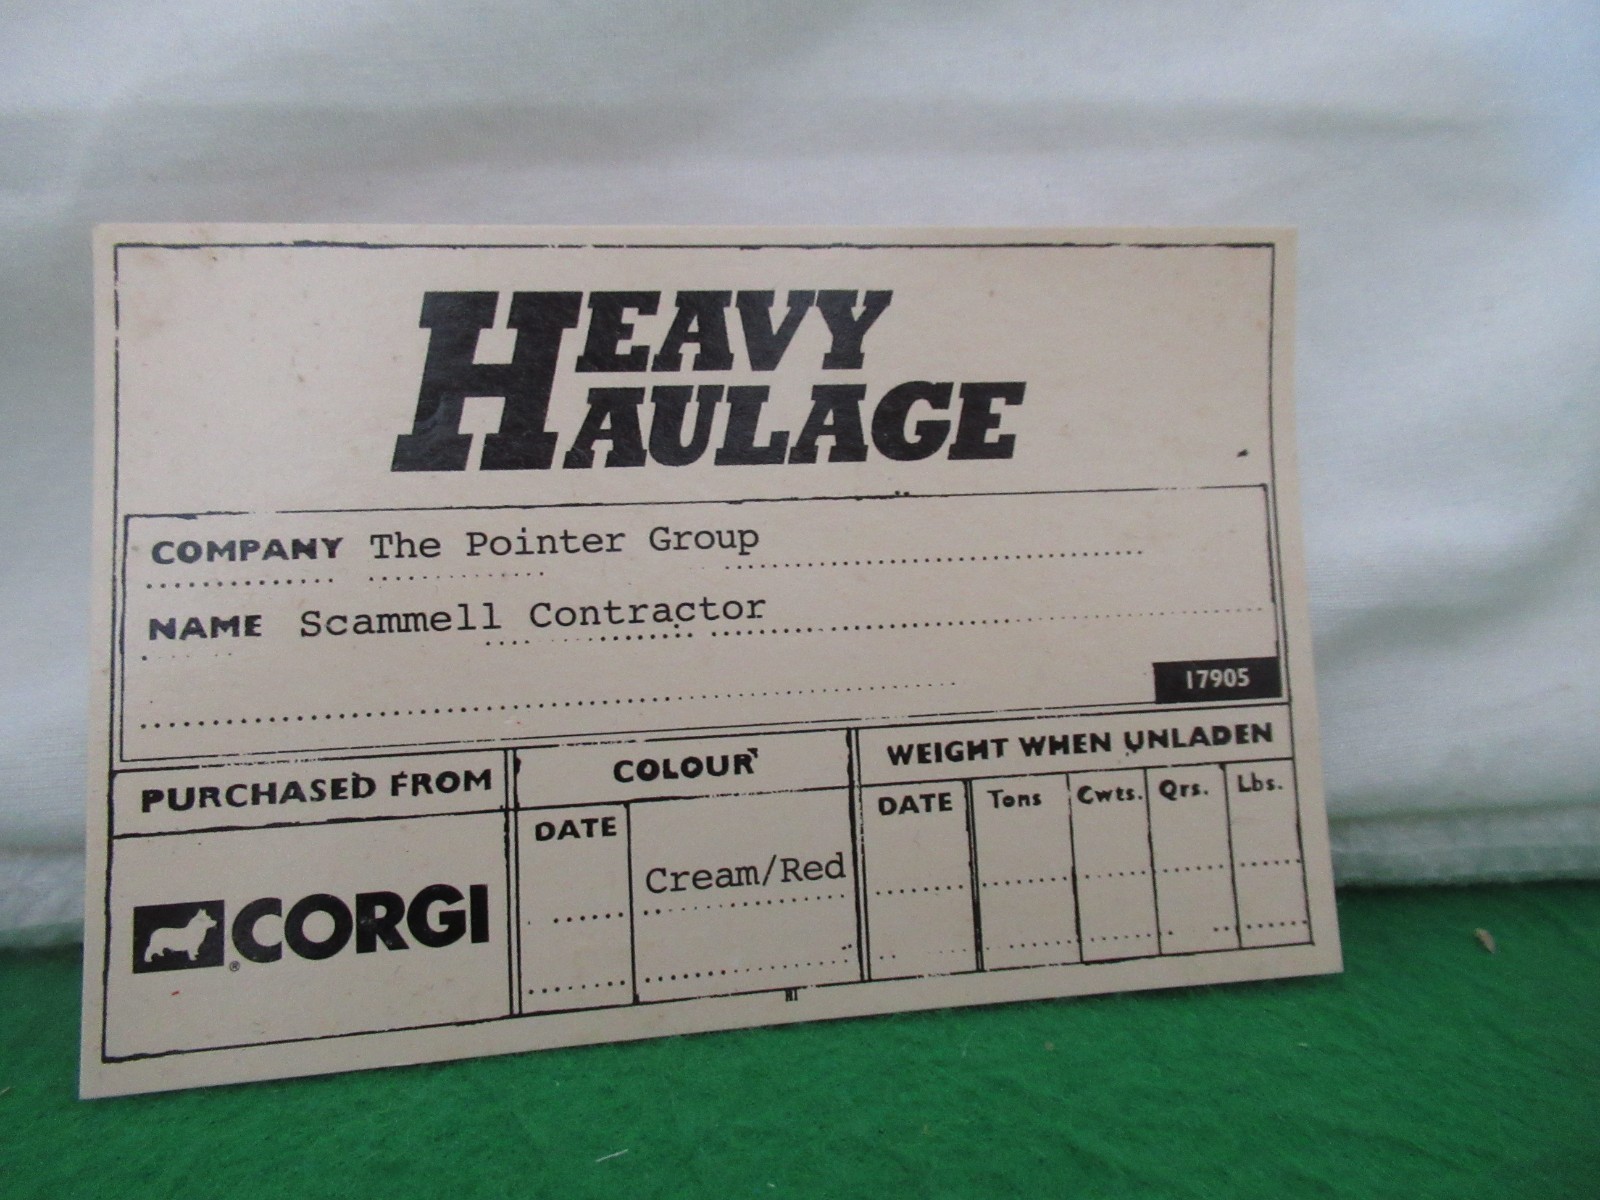 HEAVY
HAULAGE
COMPANY The Pointer Group
NAME Scammell Contractor
17905
PURCHASED FROM
COLOUR
WEIGHT WHEN UNLADEN
DATE
DATE Tons Cwts. Qrs. Lbs.
Cream/Red
CORGI®